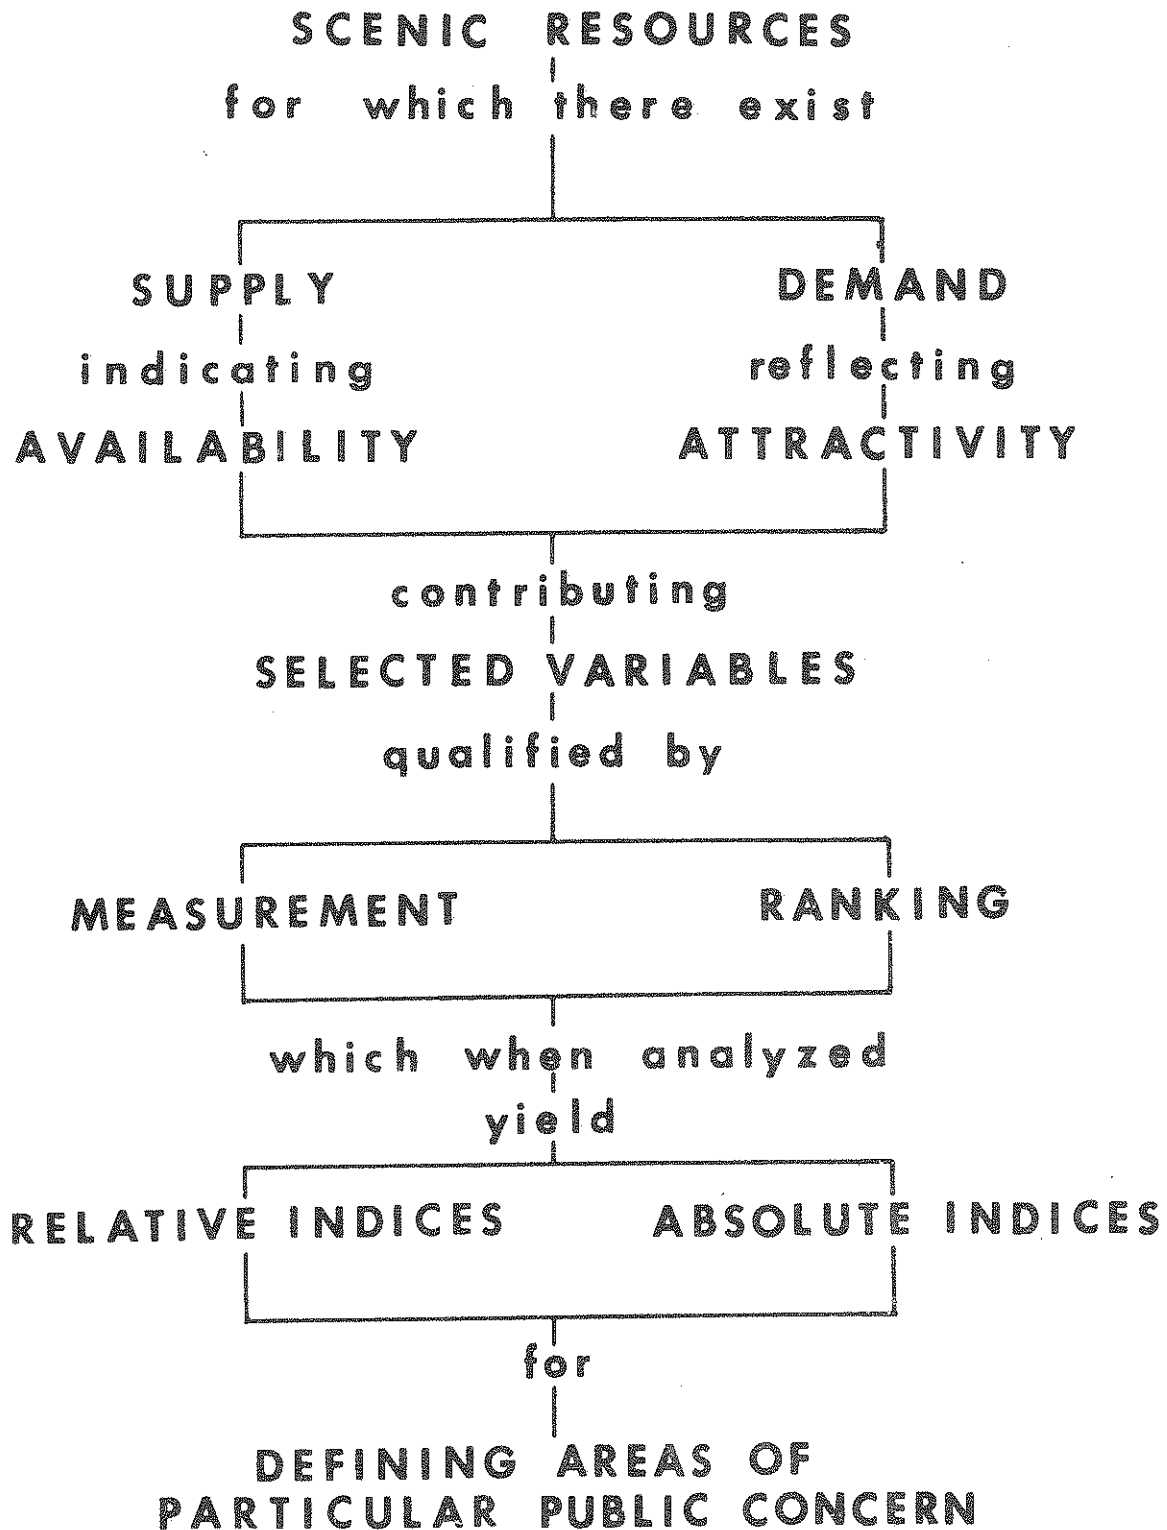 SCENIC RESOURCES
for which there exist
SUPPLY
indicating
AVAILABILITY
DEMAND
reflecting
ATTRACTIVITY
contributing
SELECTED VARIABLES
qualified by
MEASUREMENT
RANKING
which when analyzed
yield
RELATIVE INDICES
ABSOLUTE INDICES
for
DEFINING AREAS OF
PARTICULAR PUBLIC CONCERN